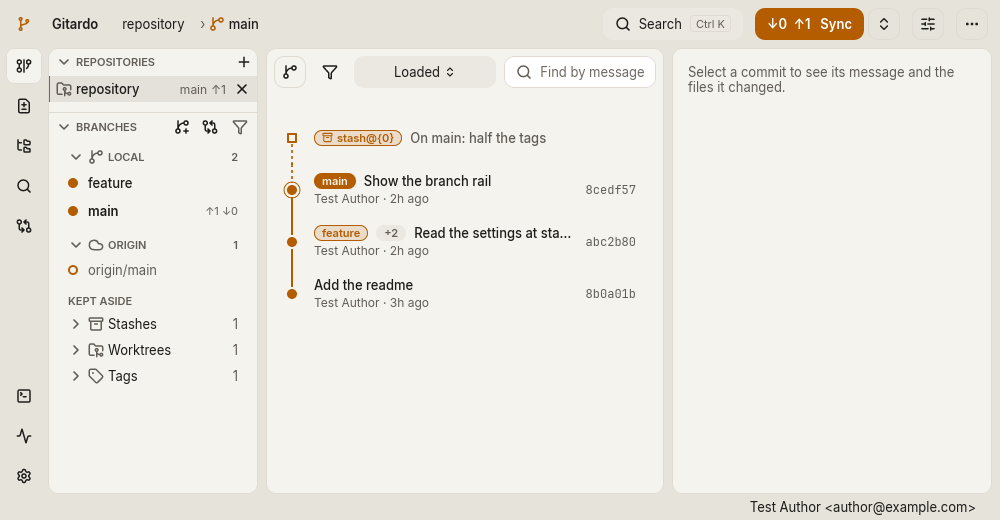 Gitardo
repository
main
Search
Ctrl K
↓0 ↑1 Sync
REPOSITORIES
repository
main ↑1
BRANCHES
LOCAL
2
feature
main
↑1 ↓0
ORIGIN
1
origin/main
KEPT ASIDE
Stashes
1
Worktrees
1
Tags
1
Loaded
Find by message
stash@{0} On main: half the tags
main Show the branch rail
Test Author · 2h ago
8cedf57
feature +2 Read the settings at sta...
Test Author · 2h ago
abc2b80
Add the readme
Test Author · 3h ago
8b0a01b
Select a commit to see its message and the
files it changed.
Test Author <author@example.com>